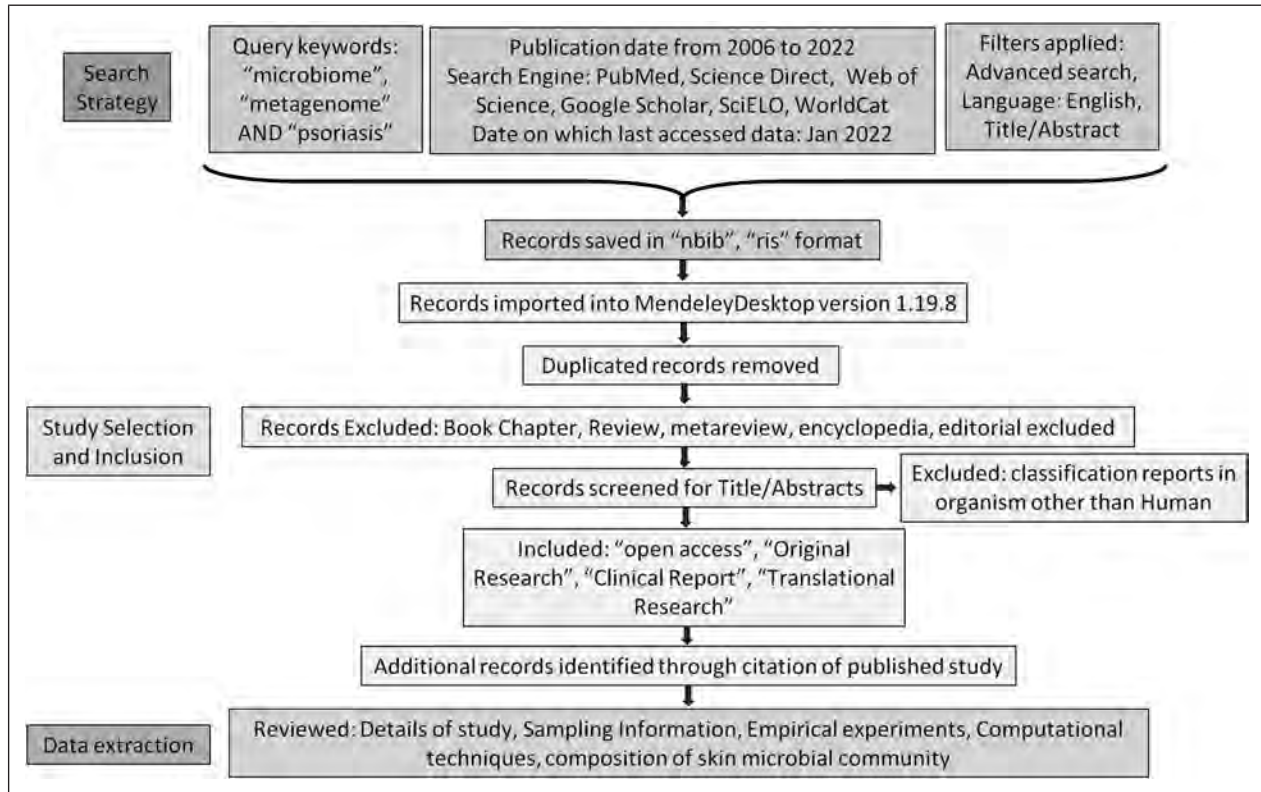 Search
Strategy
Query keywords:
“microbiome”,
“metagenome”
AND “psoriasis”
Publication date from 2006 to 2022
Search Engine: PubMed, Science Direct, Web of
Science, Google Scholar, SciELO, WorldCat
Date on which last accessed data: Jan 2022
Filters applied:
Advanced search,
Language: English,
Title/Abstract
Records saved in “nbib”, “ris” format
Records imported into MendeleyDesktop version 1.19.8
Duplicated records removed
Study Selection
and Inclusion
Records Excluded: Book Chapter, Review, metareview, encyclopedia, editorial excluded
Records screened for Title/Abstracts
Excluded: classification reports in
organism other than Human
Included: “open access”, “Original
Research”, “Clinical Report”, “Translational
Research”
Additional records identified through citation of published study
Data extraction
Reviewed: Details of study, Sampling Information, Empirical experiments, Computational
techniques, composition of skin microbial community